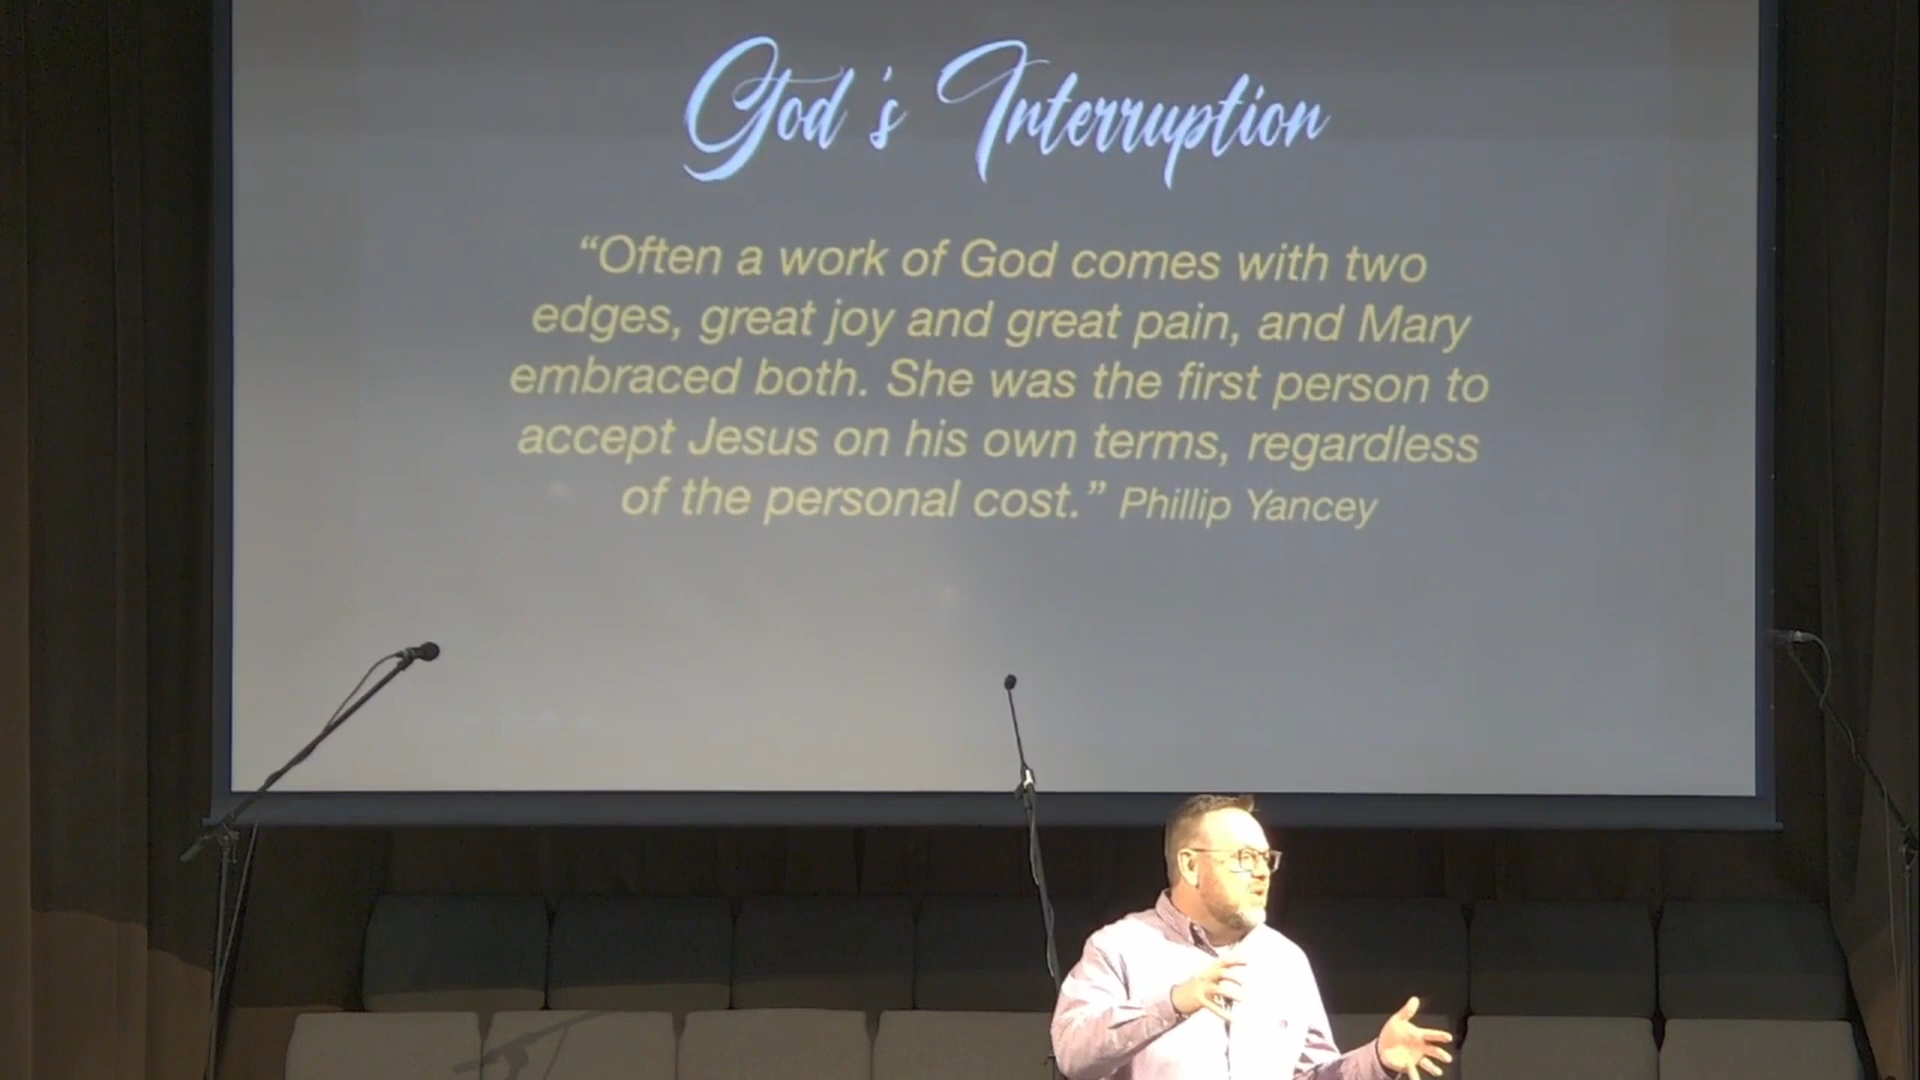 God's Interruption
“Often a work of God comes with two
edges, great joy and great pain, and Mary
embraced both. She was the first person to
accept Jesus on his own terms, regardless
of the personal cost.” Phillip Yancey